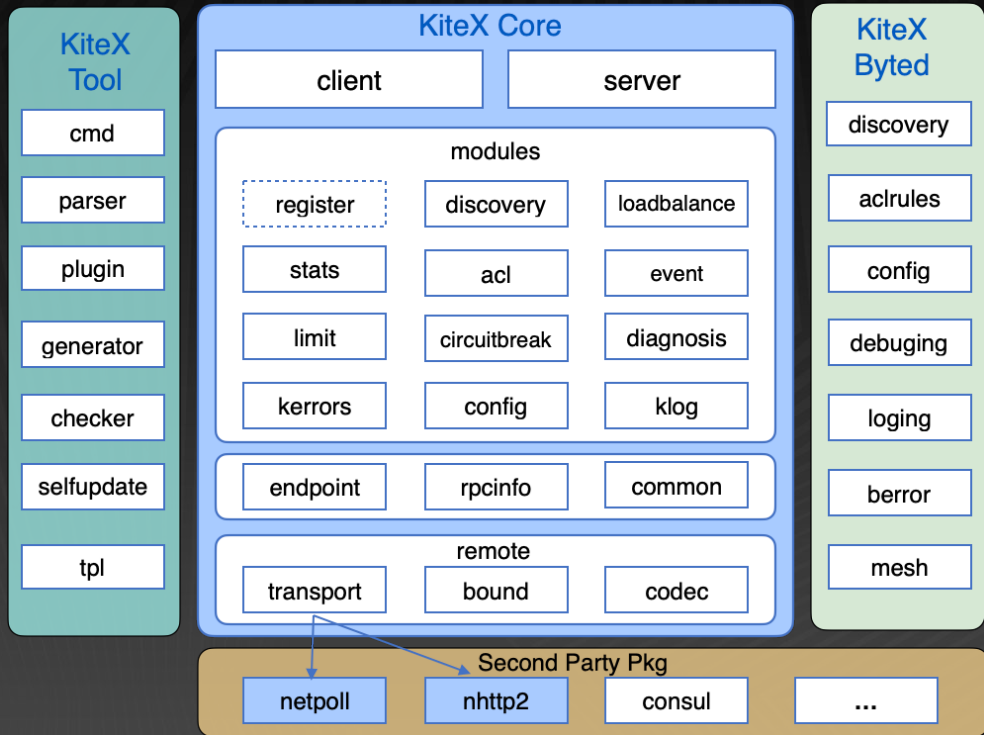 KiteX
Tool
cmd
parser
plugin
generator
checker
selfupdate
tpl
KiteX Core
client
server
modules
register
discovery
loadbalance
stats
acl
event
limit
circuitbreak
diagnosis
kerrors
config
klog
endpoint
rpcinfo
common
remote
transport
bound
codec
KiteX
Byted
discovery
aclrules
config
debuging
loging
berror
mesh
Second Party Pkg
netpoll
nhttp2
consul
...